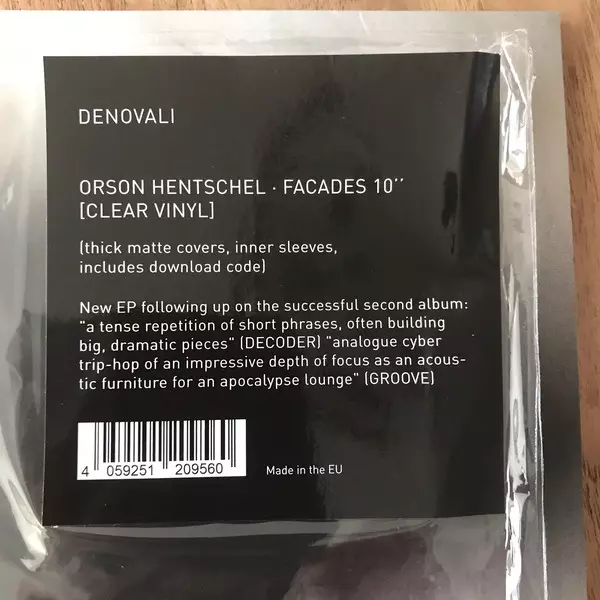 DENOVALI
ORSON HENTSCHEL · FACADES 10’’
[CLEAR VINYL]
(thick matte covers, inner sleeves,
includes download code)
New EP following up on the successful second album:
"a tense repetition of short phrases, often building
big, dramatic pieces" (DECODER) "analogue cyber
trip-hop of an impressive depth of focus as an acous-
tic furniture for an apocalypse lounge" (GROOVE)
4 059251 209560
Made in the EU